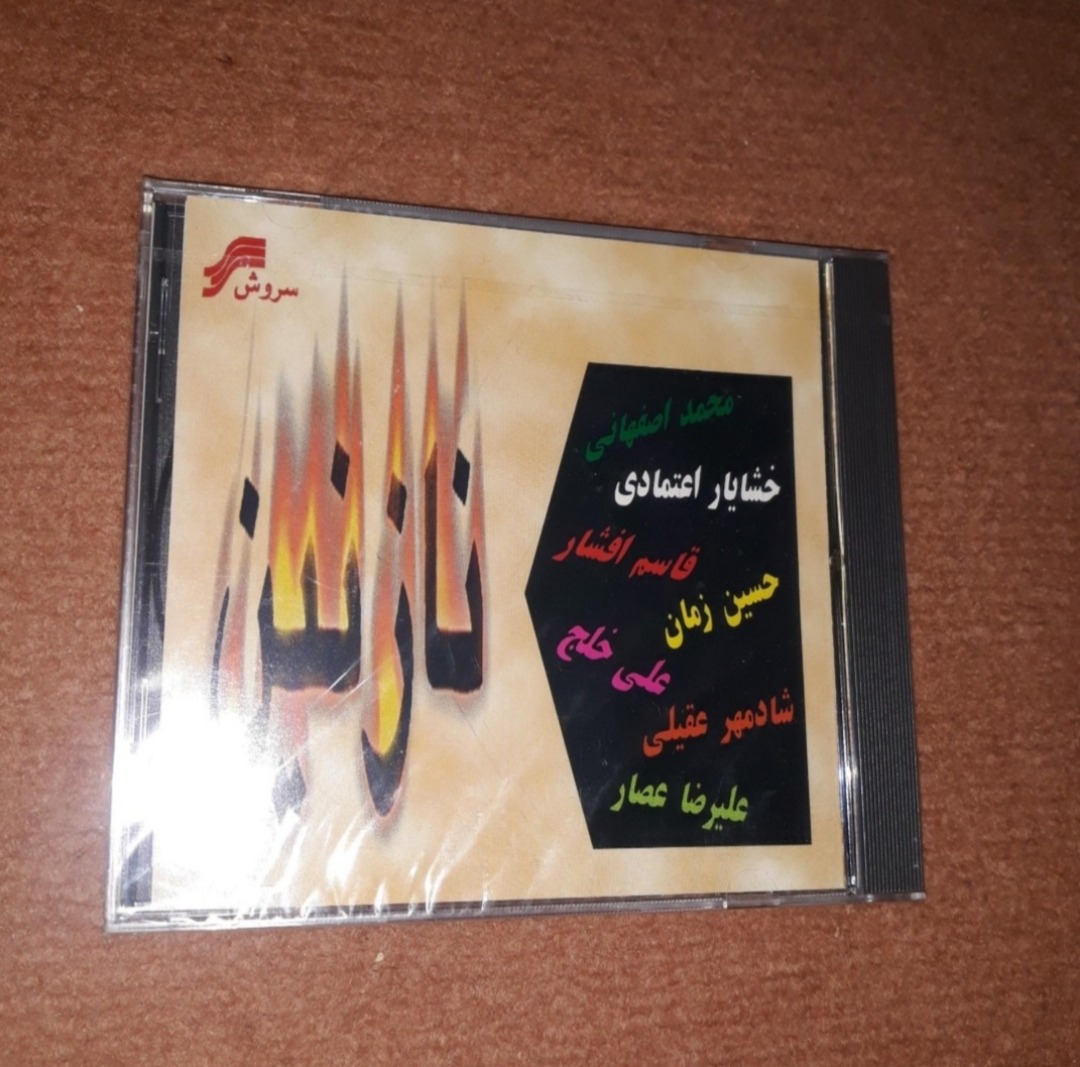 سروش
نازنین
محمد اصفهانی
خشایار اعتمادی
قاسم افشار
حسین زمان
علی خلج
شادمهر عقیلی
علیرضا عصار